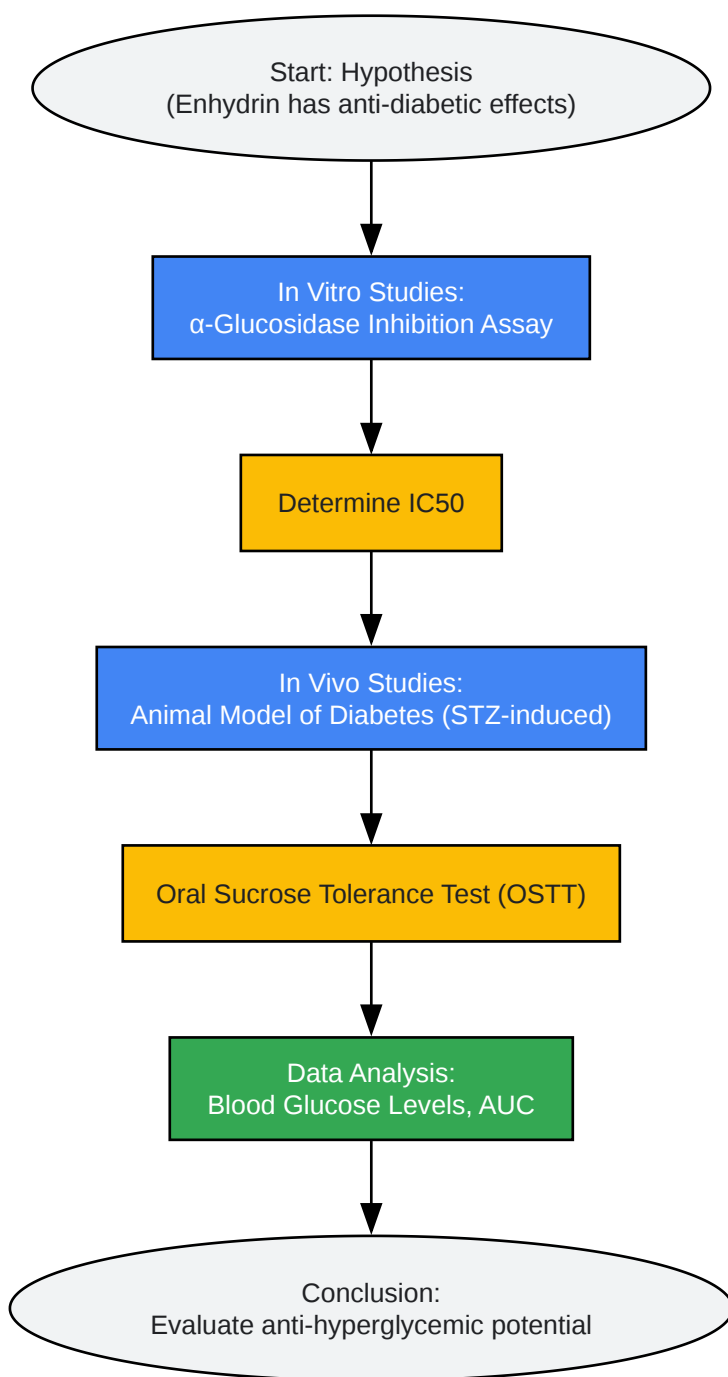 Start: Hypothesis
(Enhydrin has anti-diabetic effects)
In Vitro Studies:
α-Glucosidase Inhibition Assay
Determine IC50
In Vivo Studies:
Animal Model of Diabetes (STZ-induced)
Oral Sucrose Tolerance Test (OSTT)
Data Analysis:
Blood Glucose Levels, AUC
Conclusion:
Evaluate anti-hyperglycemic potential